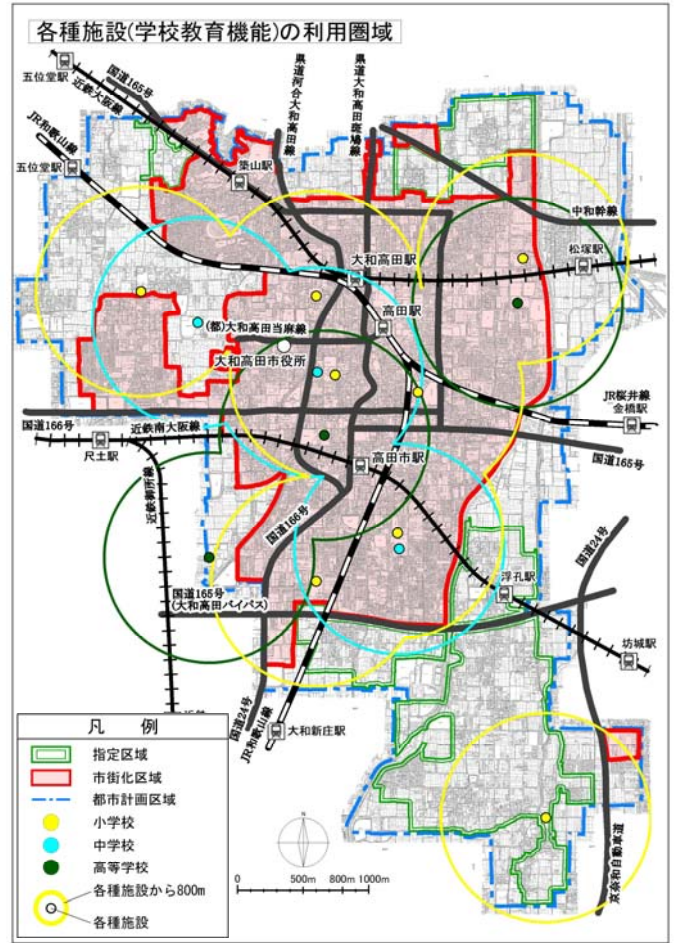 各種施設(学校教育機能)の利用圏域
五位堂駅
国道165号
近鉄大阪線
県道河合大和高田線
県道大和高田斑鳩線
JR和歌山線
五位堂駅
築山駅
中和幹線
大和高田駅
松塚駅
高田駅
(都)大和高田当麻線
大和高田市役所
JR桜井線
金橋駅
国道166号
近鉄南大阪線
尺土駅
高田市駅
国道165号
近鉄御所線
国道166号
国道24号
国道165号
(大和高田バイパス)
浮孔駅
坊城駅
国道24号
JR和歌山線
大和新庄駅
京奈和自動車道
凡 例
指定区域
市街化区域
都市計画区域
小学校
中学校
高等学校
各種施設から800m
各種施設
N
0 500m 800m 1000m